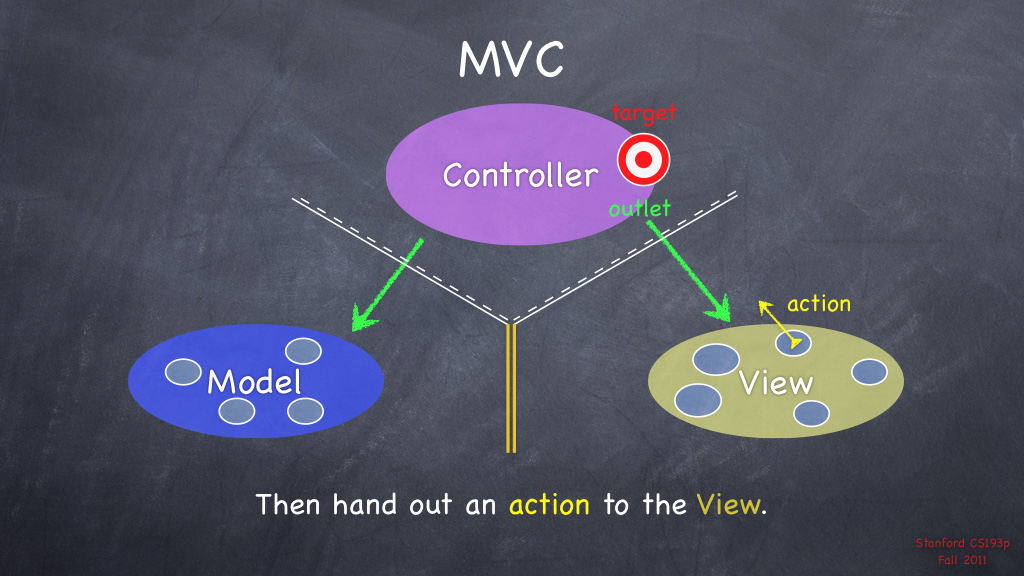 MVC
target
Controller
outlet
action
Model
View
Then hand out an action to the View.
Stanford CS193p
Fall 2011